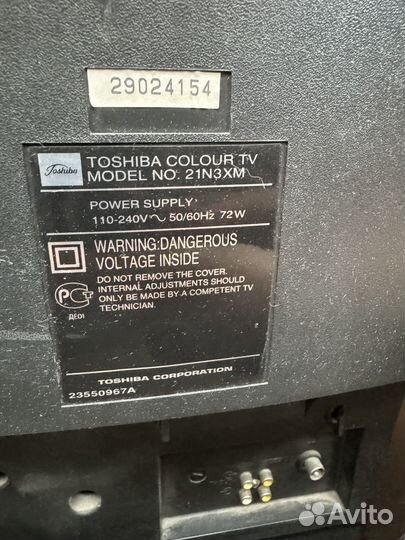 29024154
Toshiba
TOSHIBA COLOUR TV
MODEL NO. 21N3XM
POWER SUPPLY
110-240V∿ 50/60Hz 72W
WARNING:DANGEROUS
VOLTAGE INSIDE
DO NOT REMOVE THE COVER.
INTERNAL ADJUSTMENTS SHOULD
ONLY BE MADE BY A COMPETENT TV
TECHNICIAN.
РСТ
ДЕ01
TOSHIBA CORPORATION
23550967A
Avito